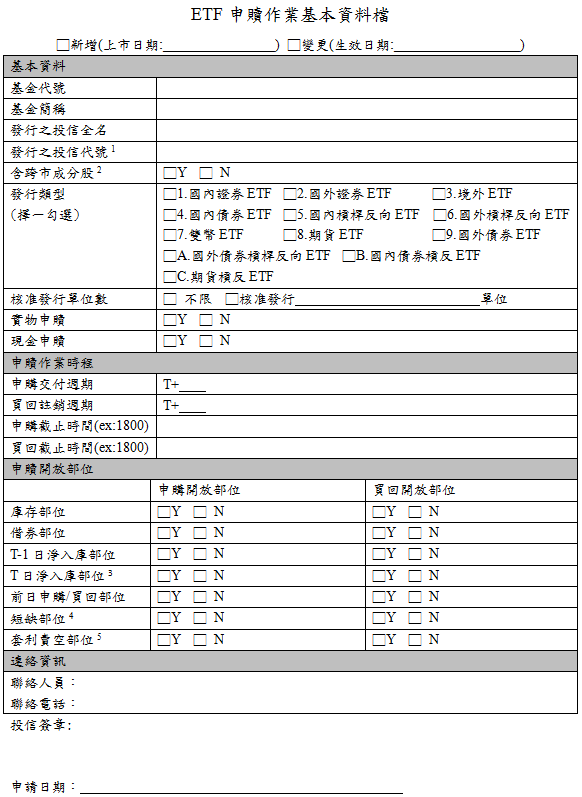 ETF 申贖作業基本資料檔
□新增(上市日期:________________) □變更(生效日期:__________________)
基本資料
基金代號
基金簡稱
發行之投信全名
發行之投信代號1
含跨市成分股2 □Y □ N
發行類型 □1.國內證券 ETF □2.國外證券 ETF □3.境外 ETF
(擇一勾選) □4.國內債券 ETF □5.國內槓桿反向 ETF □6.國外槓桿反向 ETF
□7.雙幣 ETF □8.期貨 ETF □9.國外債券 ETF
□A.國外債券槓桿反向 ETF □B.國內債券槓反 ETF
□C.期貨槓反 ETF
核准發行單位數 □ 不限 □核准發行__________________________單位
實物申贖 □Y □ N
現金申贖 □Y □ N
申贖作業時程
申購交付週期 T+____
買回註銷週期 T+____
申購截止時間(ex:1800)
買回截止時間(ex:1800)
申贖開放部位
申購開放部位 買回開放部位
庫存部位 □Y □ N □Y □ N
借券部位 □Y □ N □Y □ N
T-1 日淨入庫部位 □Y □ N □Y □ N
T 日淨入庫部位3 □Y □ N □Y □ N
前日申購/買回部位 □Y □ N □Y □ N
短缺部位4 □Y □ N □Y □ N
套利賣空部位5 □Y □ N □Y □ N
連絡資訊
聯絡人員：
聯絡電話：
投信簽章:
申請日期：______________________________________________